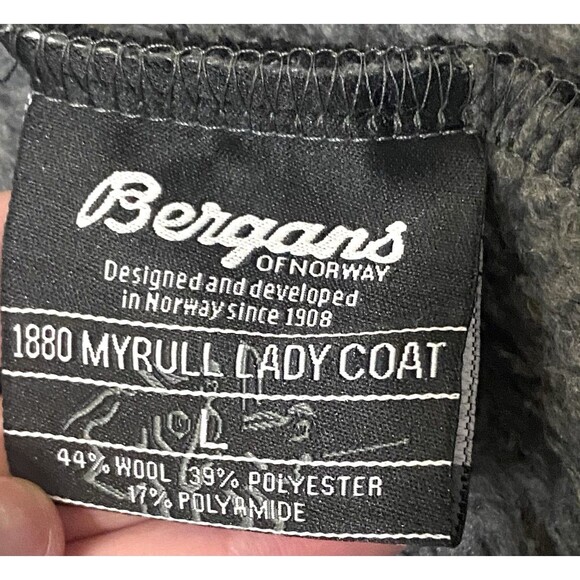 Bergans
OF NORWAY
Designed and developed
in Norway since 1908
1880 MYRULL LADY COAT
L
44% WOOL 39% POLYESTER
17% POLYAMIDE